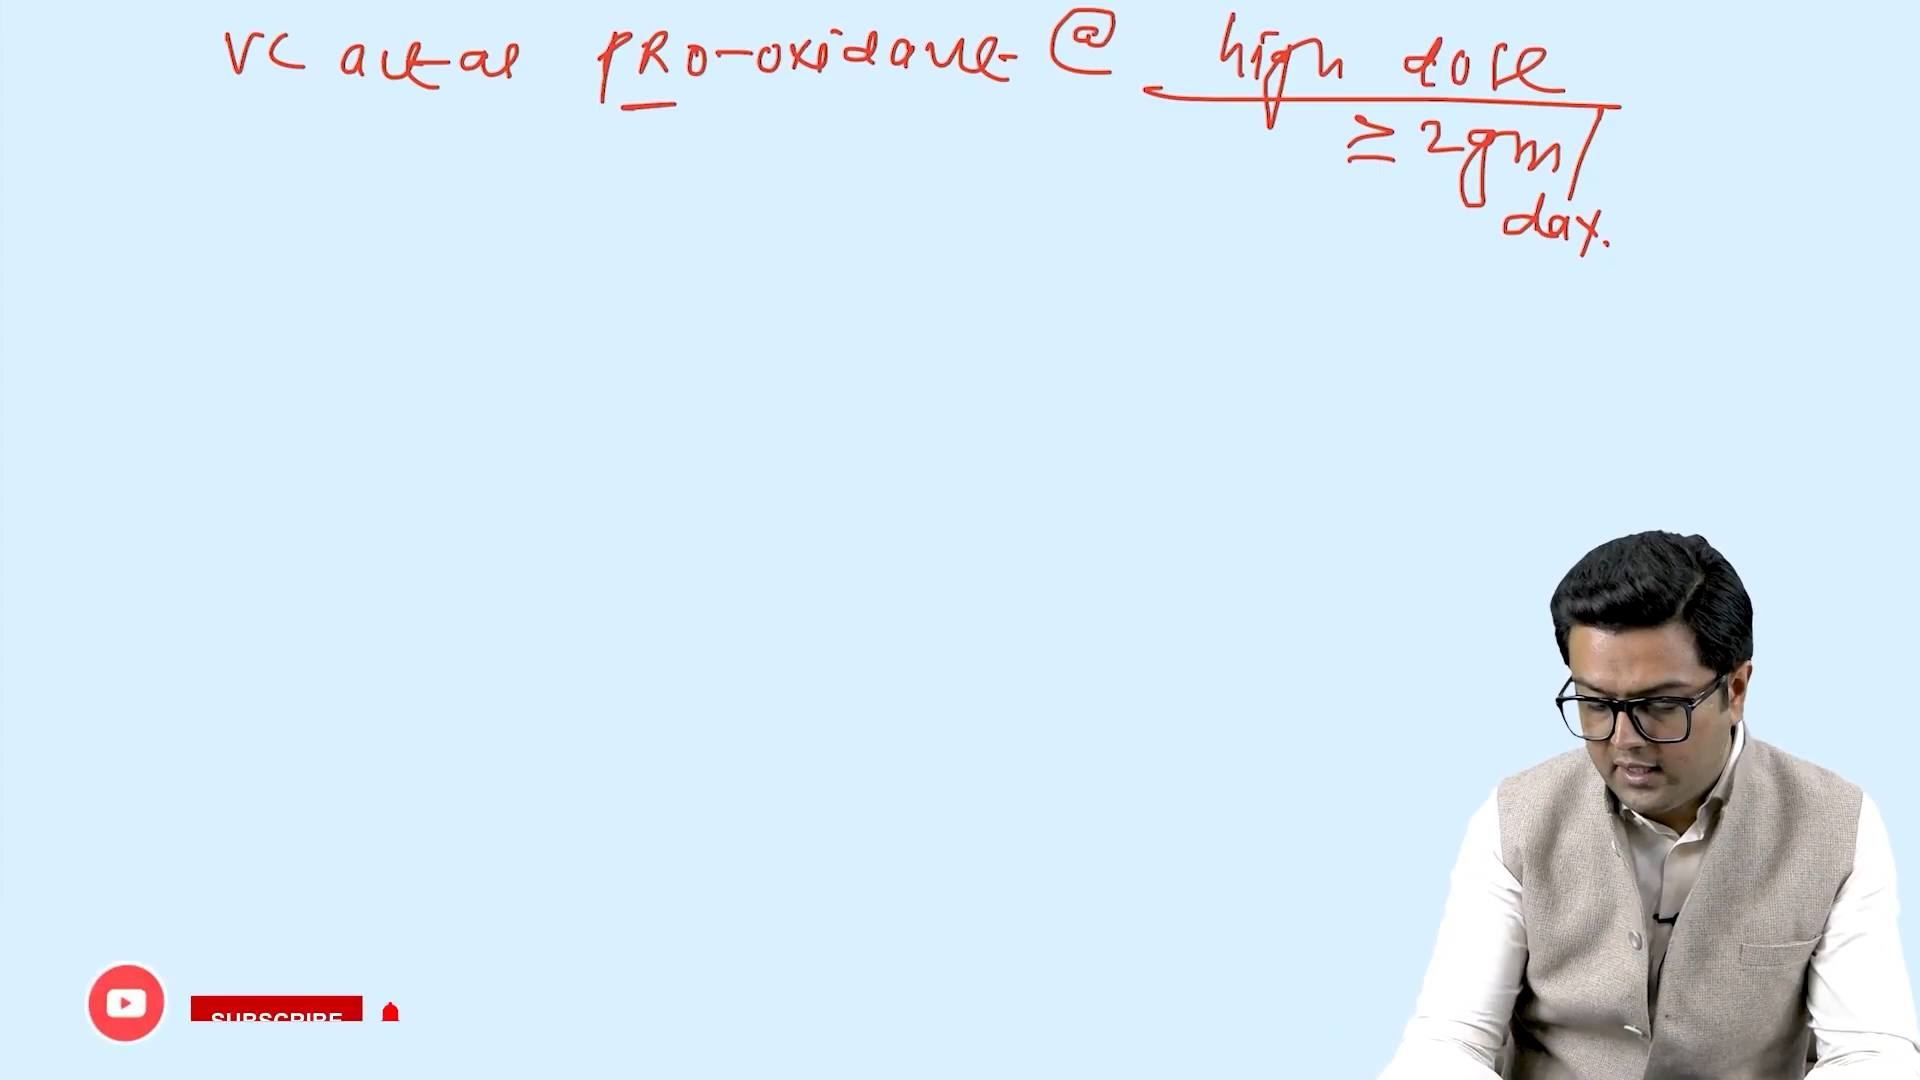 VC act as PRO-oxidant @ high dose
≥ 2gm/
day.
SUBSCRIBE